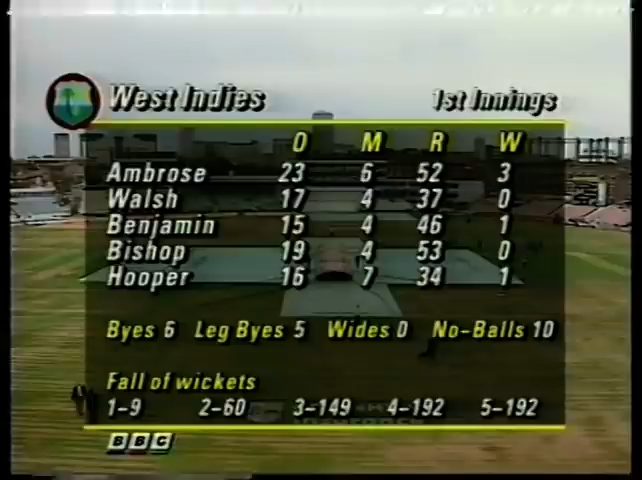 West Indies 1st Innings
O M R W
Ambrose 23 6 52 3
Walsh 17 4 37 0
Benjamin 15 4 46 1
Bishop 19 4 53 0
Hooper 16 7 34 1
Byes 6 Leg Byes 5 Wides 0 No-Balls 10
Fall of wickets
1-9 2-60 3-149 4-192 5-192
BBC